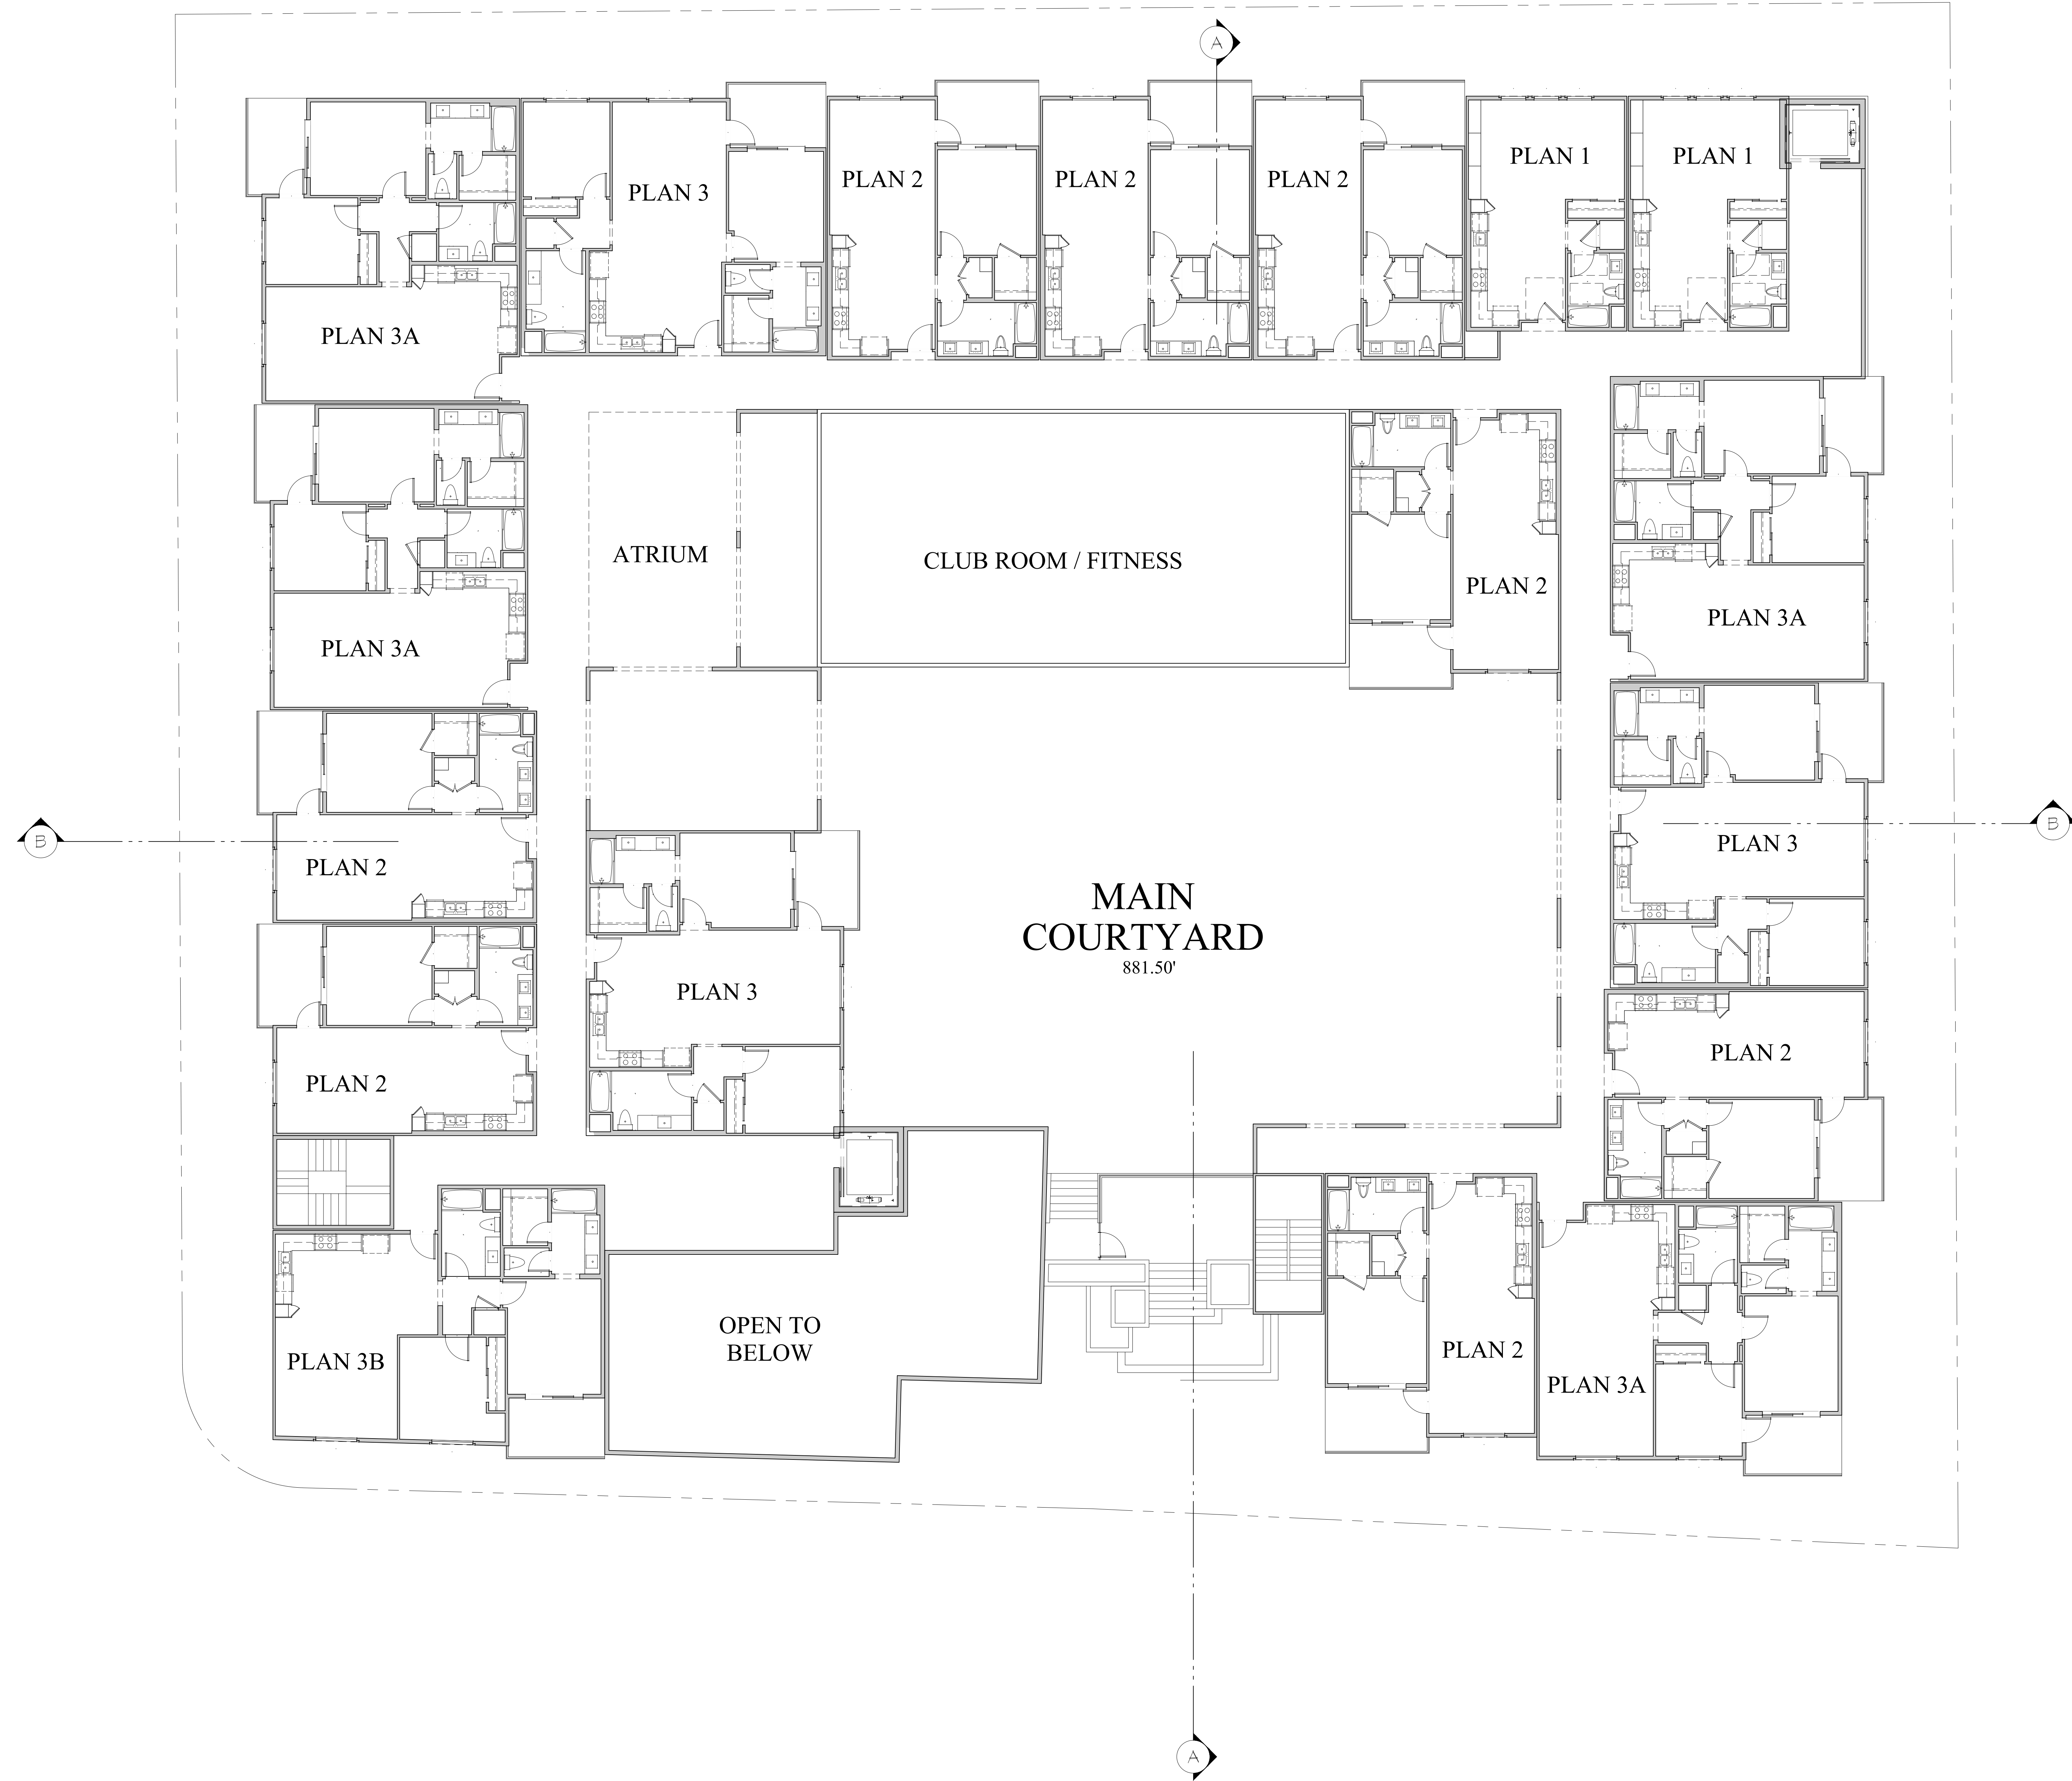 A
PLAN 1
PLAN 1
PLAN 2
PLAN 2
PLAN 2
PLAN 3
PLAN 3A
ATRIUM
CLUB ROOM / FITNESS
PLAN 2
PLAN 3A
PLAN 3A
B
B
PLAN 2
PLAN 3
MAIN
COURTYARD
881.50'
PLAN 3
PLAN 2
PLAN 2
OPEN TO
BELOW
PLAN 3B
PLAN 2
PLAN 3A
A